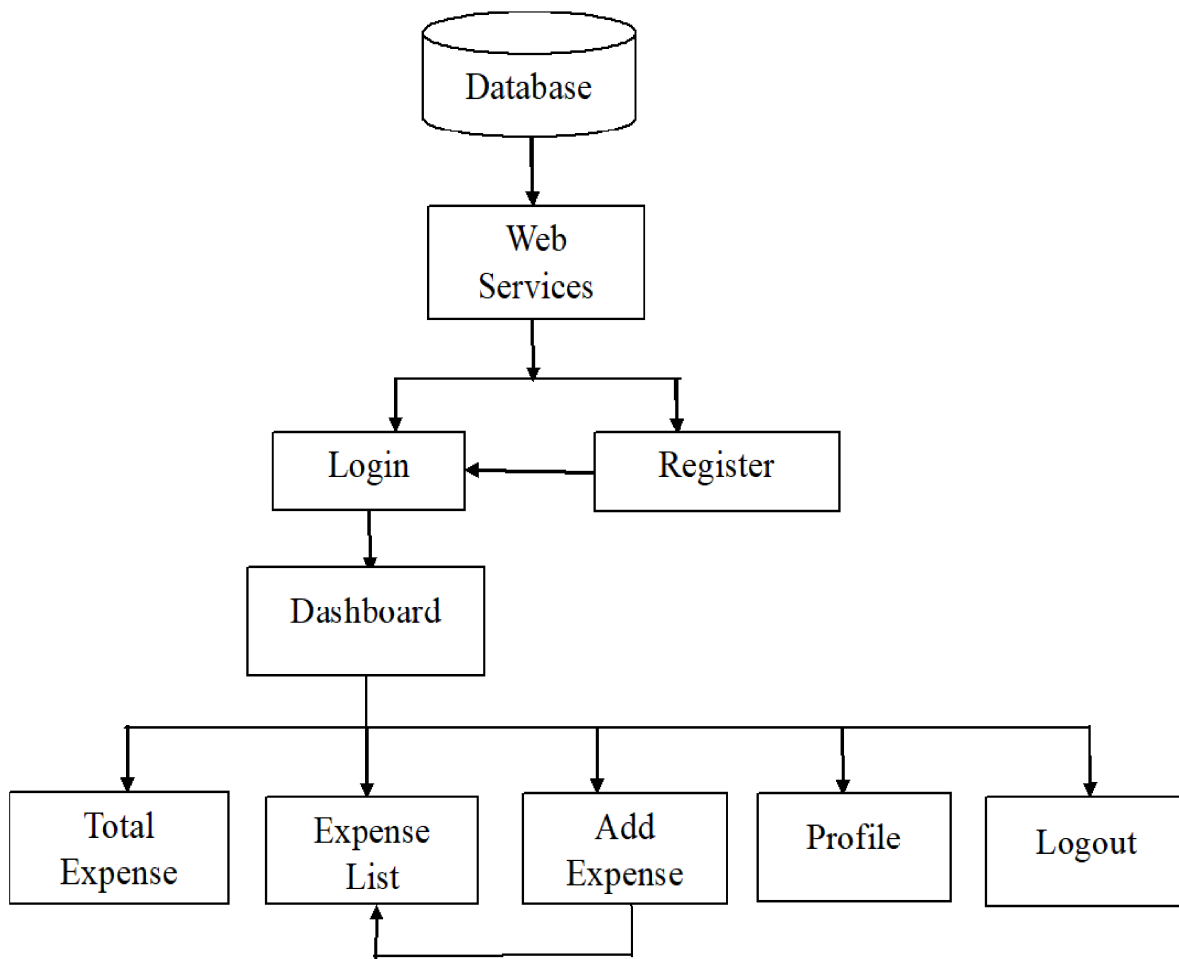 Database
Web
Services
Login
Register
Dashboard
Total
Expense
Expense
List
Add
Expense
Profile
Logout